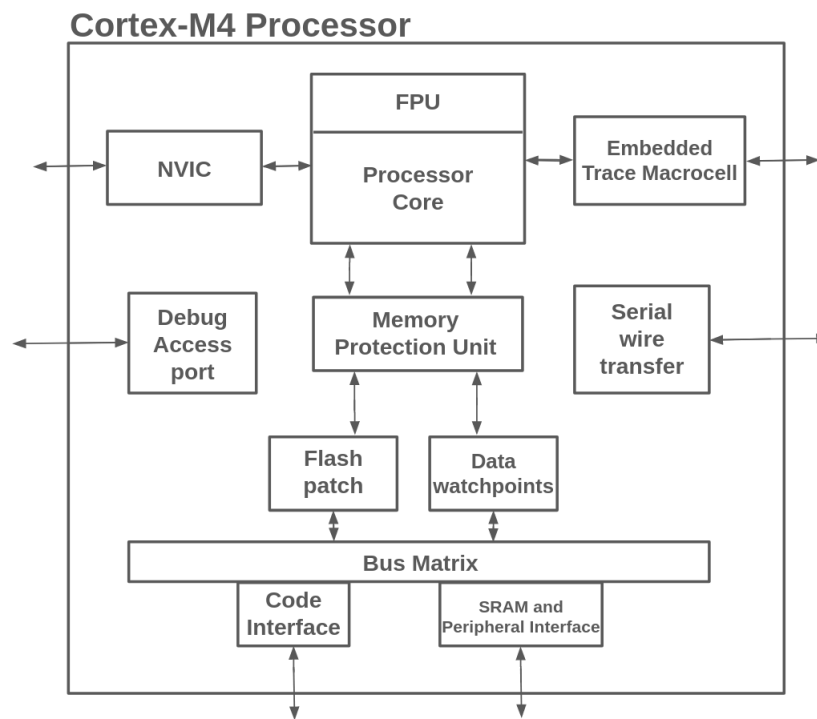 Cortex-M4 Processor
FPU
NVIC
Processor
Core
Embedded
Trace Macrocell
Debug
Access
port
Memory
Protection Unit
Serial
wire
transfer
Flash
patch
Data
watchpoints
Bus Matrix
Code
Interface
SRAM and
Peripheral Interface